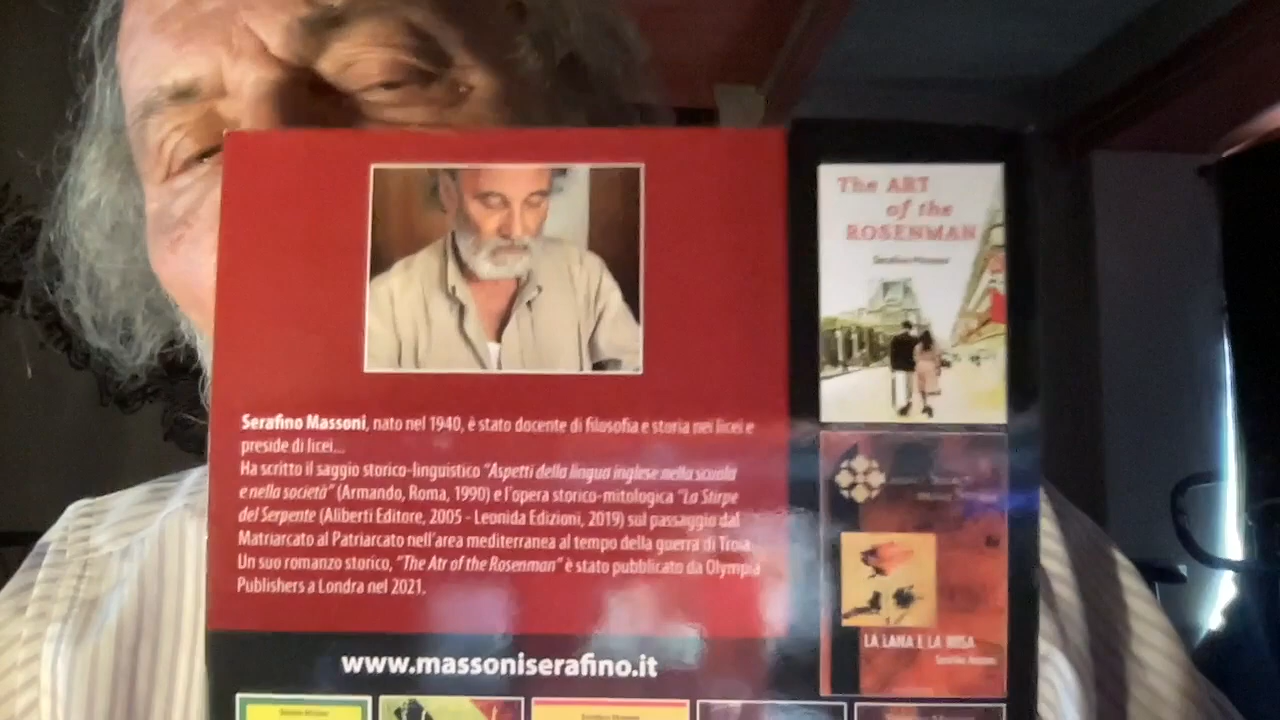 Serafino Massoni, nato nel 1940, è stato docente di filosofia e storia nei licei e
preside di licei...
Ha scritto il saggio storico-linguistico "Aspetti della lingua inglese nella scuola
e nella società" (Armando, Roma, 1990) e l'opera storico-mitologica "La Stirpe
del Serpente (Aliberti Editore, 2005 - Leonida Edizioni, 2019) sul passaggio dal
Matriarcato al Patriarcato nell'area mediterranea al tempo della guerra di Troia.
Un suo romanzo storico, "The Atr of the Rosenman" è stato pubblicato da Olympia
Publishers a Londra nel 2021.
www.massoniserafino.it
The ART
of the
ROSENMAN
Serafino Massoni
LA LANA E LA